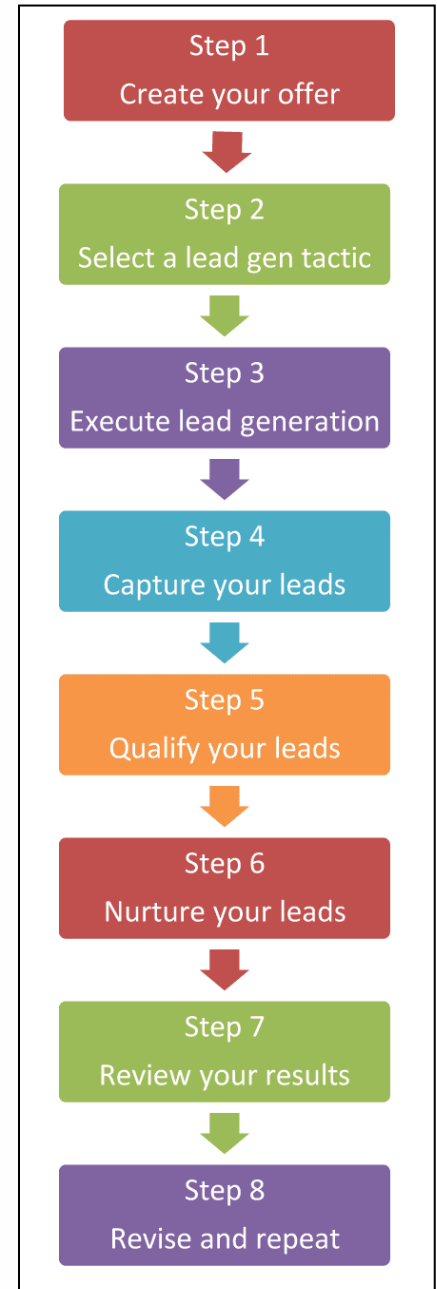 Step 1
Create your offer
Step 2
Select a lead gen tactic
Step 3
Execute lead generation
Step 4
Capture your leads
Step 5
Qualify your leads
Step 6
Nurture your leads
Step 7
Review your results
Step 8
Revise and repeat